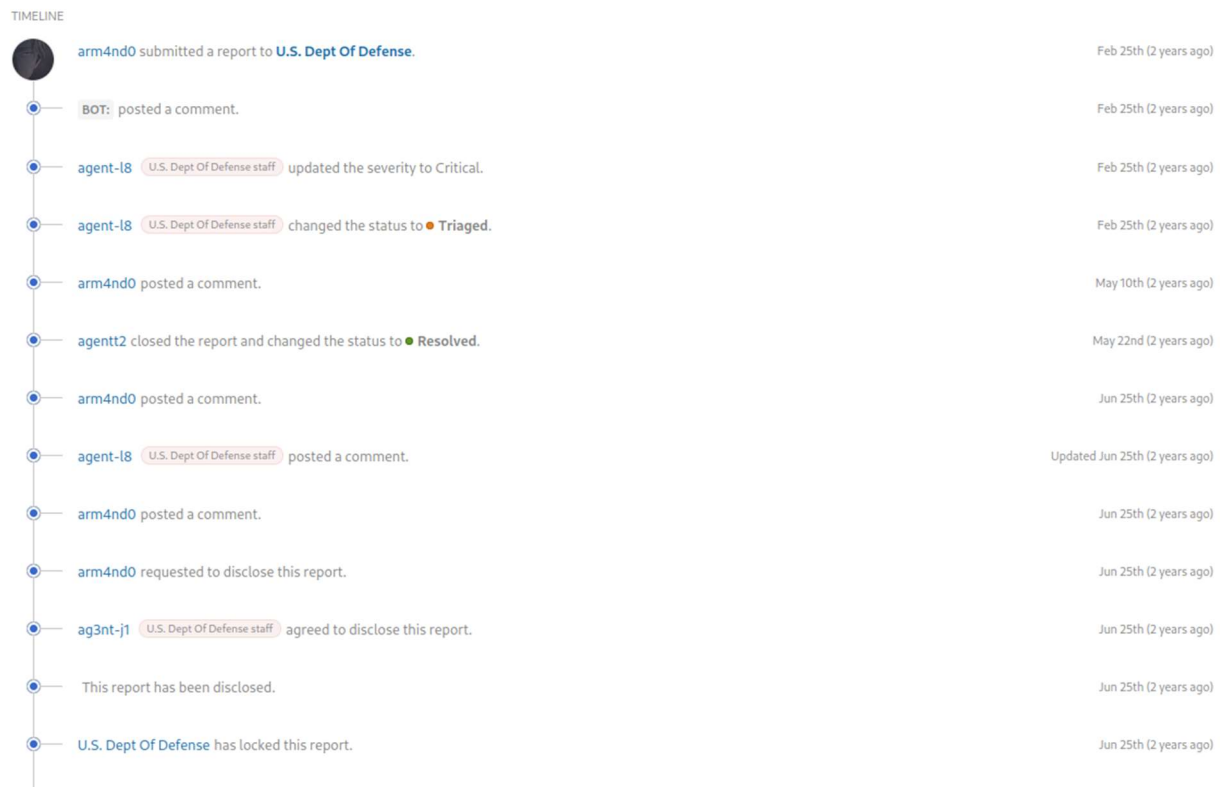 TIMELINE
arm4nd0 submitted a report to U.S. Dept Of Defense. Feb 25th (2 years ago)
BOT: posted a comment. Feb 25th (2 years ago)
agent-l8 U.S. Dept Of Defense staff updated the severity to Critical. Feb 25th (2 years ago)
agent-l8 U.S. Dept Of Defense staff changed the status to Triaged. Feb 25th (2 years ago)
arm4nd0 posted a comment. May 10th (2 years ago)
agentt2 closed the report and changed the status to Resolved. May 22nd (2 years ago)
arm4nd0 posted a comment. Jun 25th (2 years ago)
agent-l8 U.S. Dept Of Defense staff posted a comment. Updated Jun 25th (2 years ago)
arm4nd0 posted a comment. Jun 25th (2 years ago)
arm4nd0 requested to disclose this report. Jun 25th (2 years ago)
ag3nt-j1 U.S. Dept Of Defense staff agreed to disclose this report. Jun 25th (2 years ago)
This report has been disclosed. Jun 25th (2 years ago)
U.S. Dept Of Defense has locked this report. Jun 25th (2 years ago)